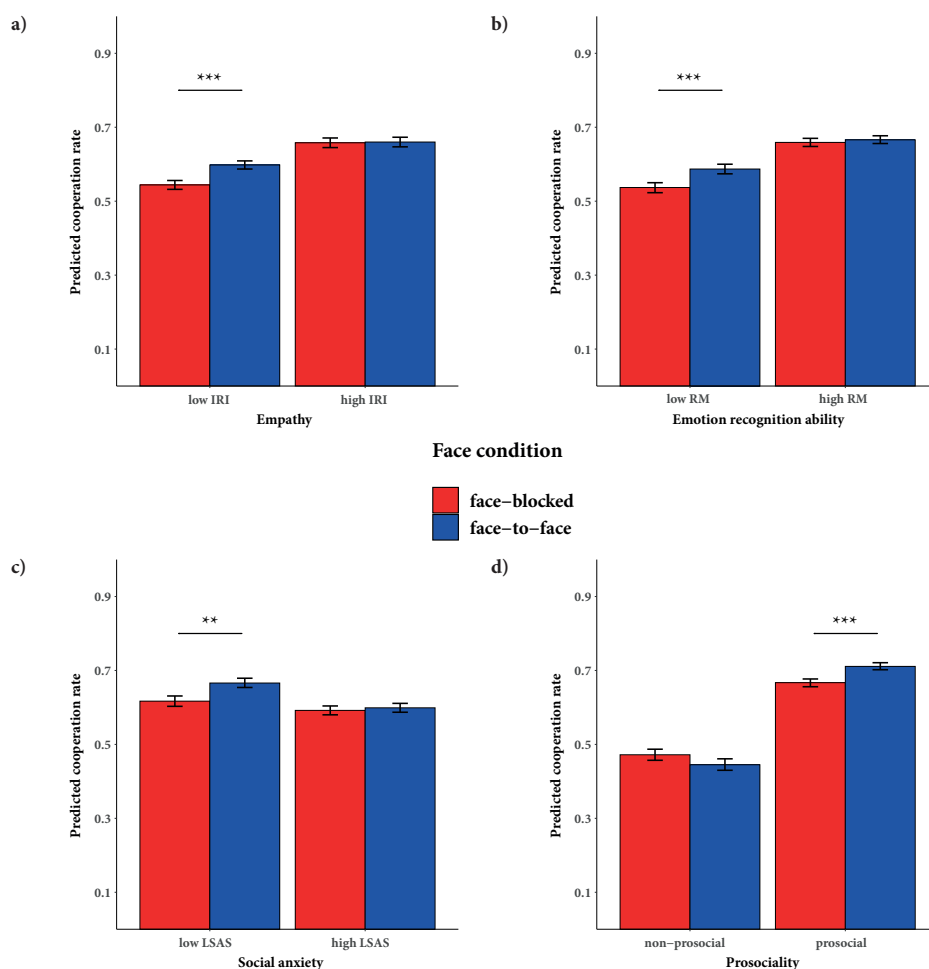 a)
Predicted cooperation rate
0.9
0.7
0.5
0.3
0.1
***
low IRI
high IRI
Empathy
b)
Predicted cooperation rate
0.9
0.7
0.5
0.3
0.1
***
low RM
high RM
Emotion recognition ability
Face condition
face-blocked
face-to-face
c)
Predicted cooperation rate
0.9
0.7
0.5
0.3
0.1
**
low LSAS
high LSAS
Social anxiety
d)
Predicted cooperation rate
0.9
0.7
0.5
0.3
0.1
***
non-prosocial
prosocial
Prosociality